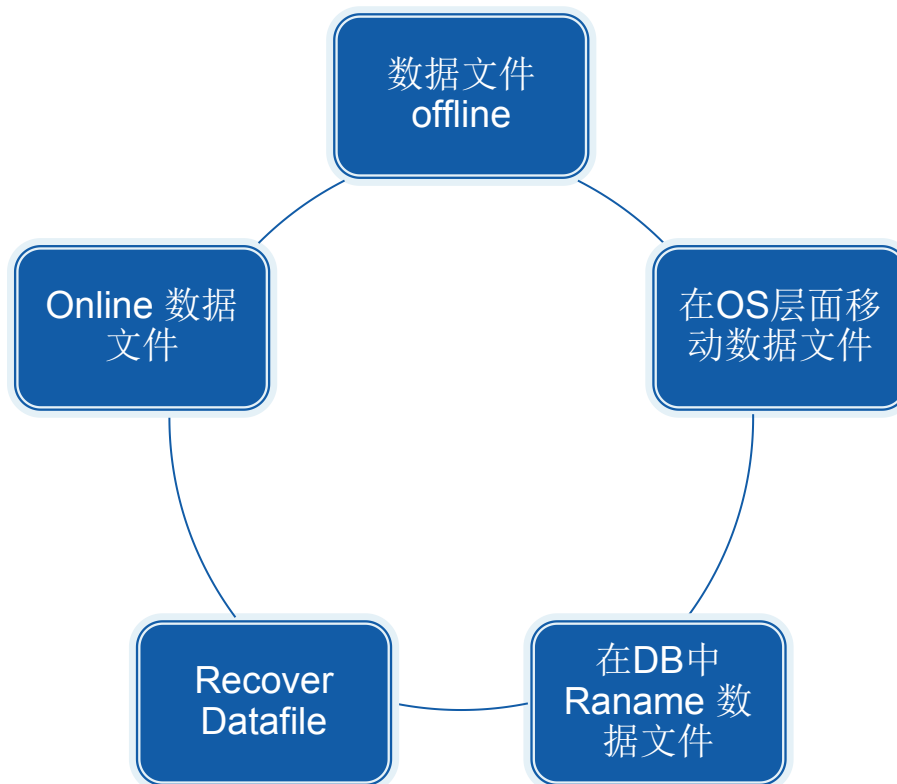 数据文件
offline
在OS层面移
动数据文件
在DB中
Raname 数
据文件
Recover
Datafile
Online 数据
文件